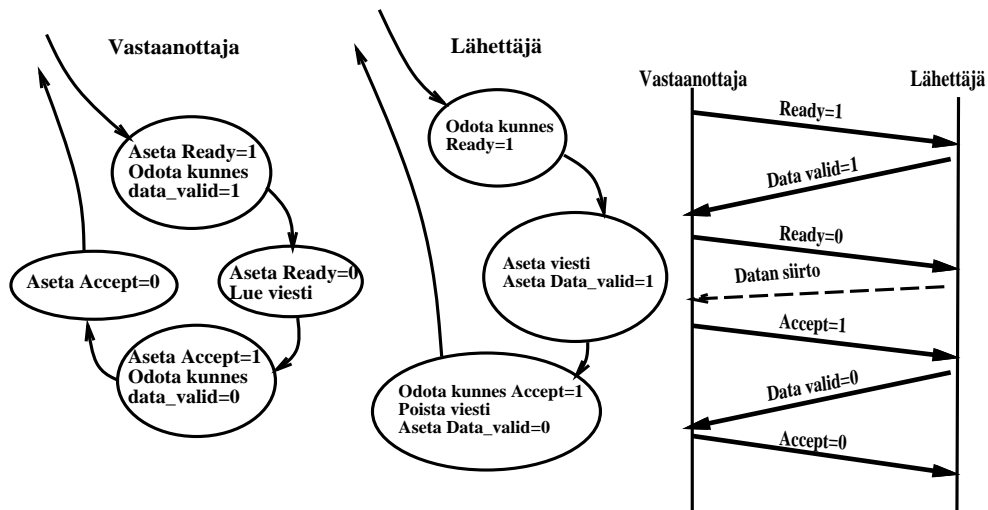 Vastaanottaja
Aseta Ready=1
Odota kunnes
data_valid=1
Aseta Ready=0
Lue viesti
Aseta Accept=1
Odota kunnes
data_valid=0
Aseta Accept=0
Lähettäjä
Odota kunnes
Ready=1
Aseta viesti
Aseta Data_valid=1
Odota kunnes Accept=1
Poista viesti
Aseta Data_valid=0
Vastaanottaja
Lähettäjä
Ready=1
Data valid=1
Ready=0
Datan siirto
Accept=1
Data valid=0
Accept=0